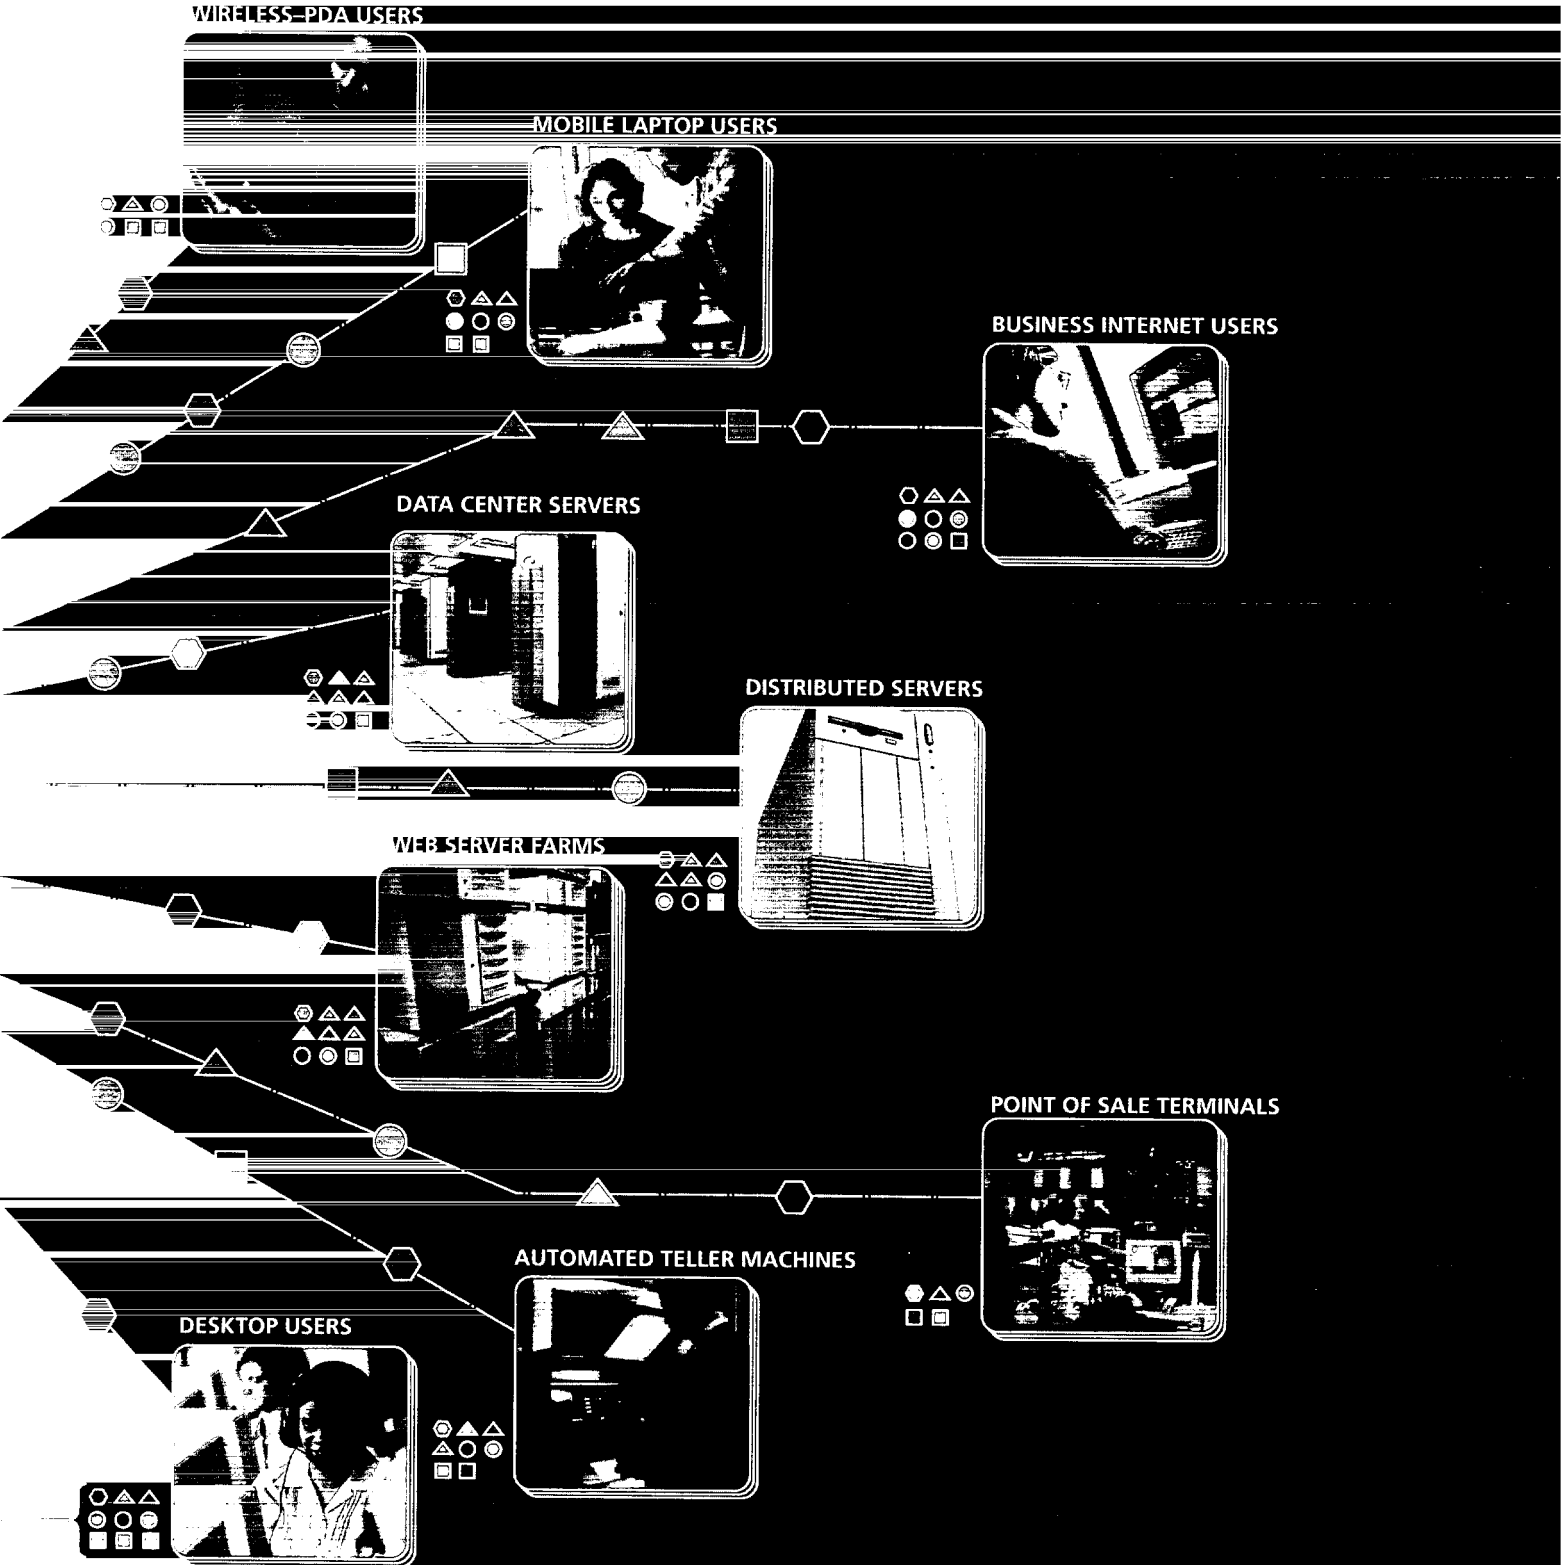 WIRELESS–PDA USERS
MOBILE LAPTOP USERS
BUSINESS INTERNET USERS
DATA CENTER SERVERS
DISTRIBUTED SERVERS
WEB SERVER FARMS
POINT OF SALE TERMINALS
AUTOMATED TELLER MACHINES
DESKTOP USERS